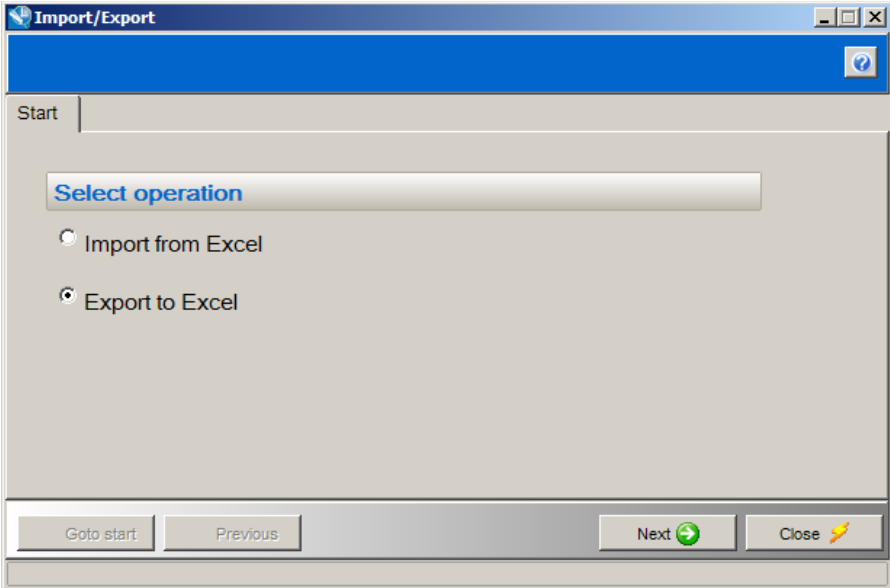 Import/Export
Start
Select operation
Import from Excel
Export to Excel
Goto start Previous Next Close